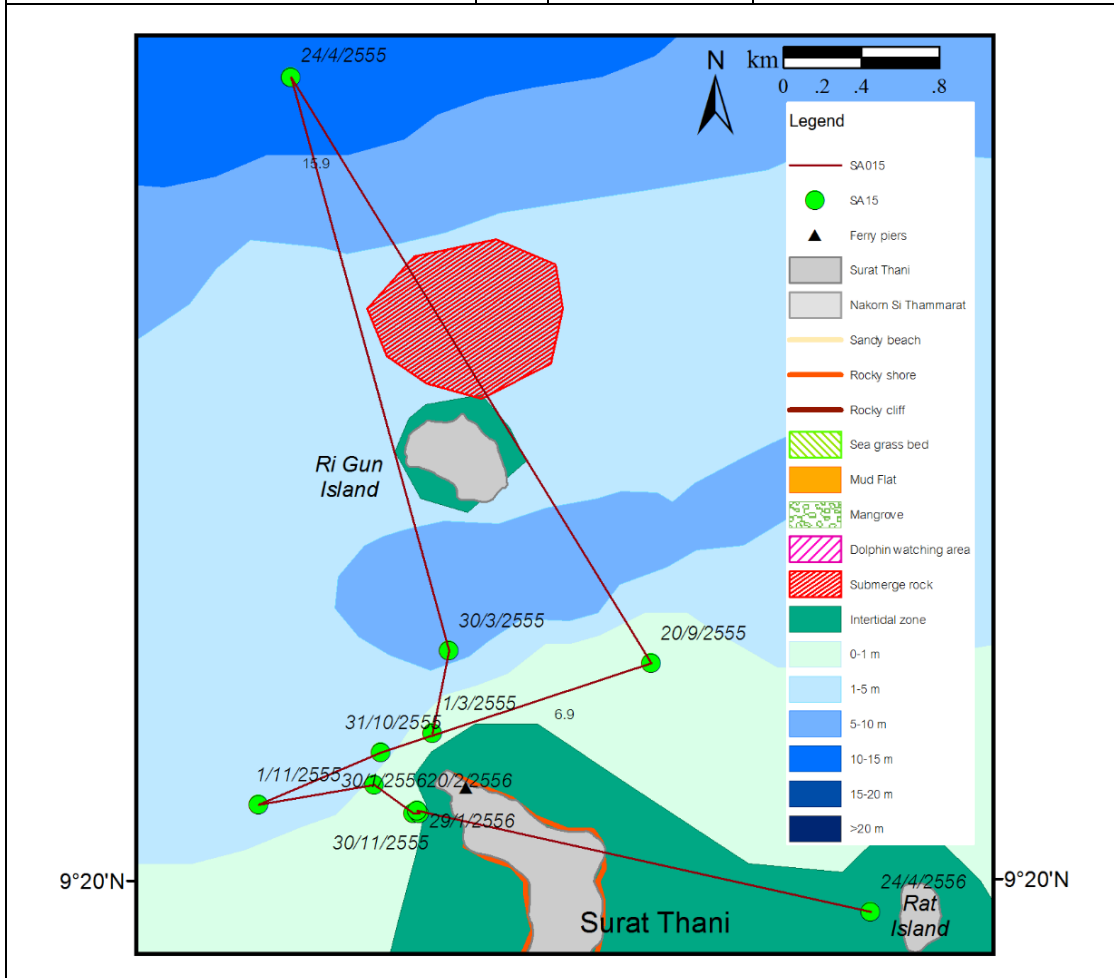 24/4/2555
N
km
0 .2 .4 .8
Legend
15.9
SA015
SA15
Ferry piers
Surat Thani
Nakorn Si Thammarat
Sandy beach
Rocky shore
Rocky cliff
Sea grass bed
Mud Flat
Mangrove
Dolphin watching area
Submerge rock
Intertidal zone
0-1 m
1-5 m
5-10 m
10-15 m
15-20 m
>20 m
Ri Gun
Island
30/3/2555
20/9/2555
1/3/2555
6.9
31/10/2555
1/11/2555
30/1/2556
20/2/2556
29/1/2556
30/11/2555
9°20'N
9°20'N
24/4/2556
Rat
Island
Surat Thani